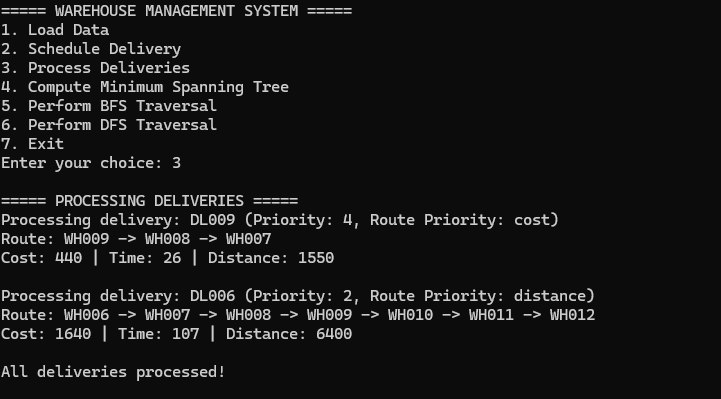 ===== WAREHOUSE MANAGEMENT SYSTEM =====
1. Load Data
2. Schedule Delivery
3. Process Deliveries
4. Compute Minimum Spanning Tree
5. Perform BFS Traversal
6. Perform DFS Traversal
7. Exit
Enter your choice: 3

===== PROCESSING DELIVERIES =====
Processing delivery: DL009 (Priority: 4, Route Priority: cost)
Route: WH009 -> WH008 -> WH007
Cost: 440 | Time: 26 | Distance: 1550

Processing delivery: DL006 (Priority: 2, Route Priority: distance)
Route: WH006 -> WH007 -> WH008 -> WH009 -> WH010 -> WH011 -> WH012
Cost: 1640 | Time: 107 | Distance: 6400

All deliveries processed!